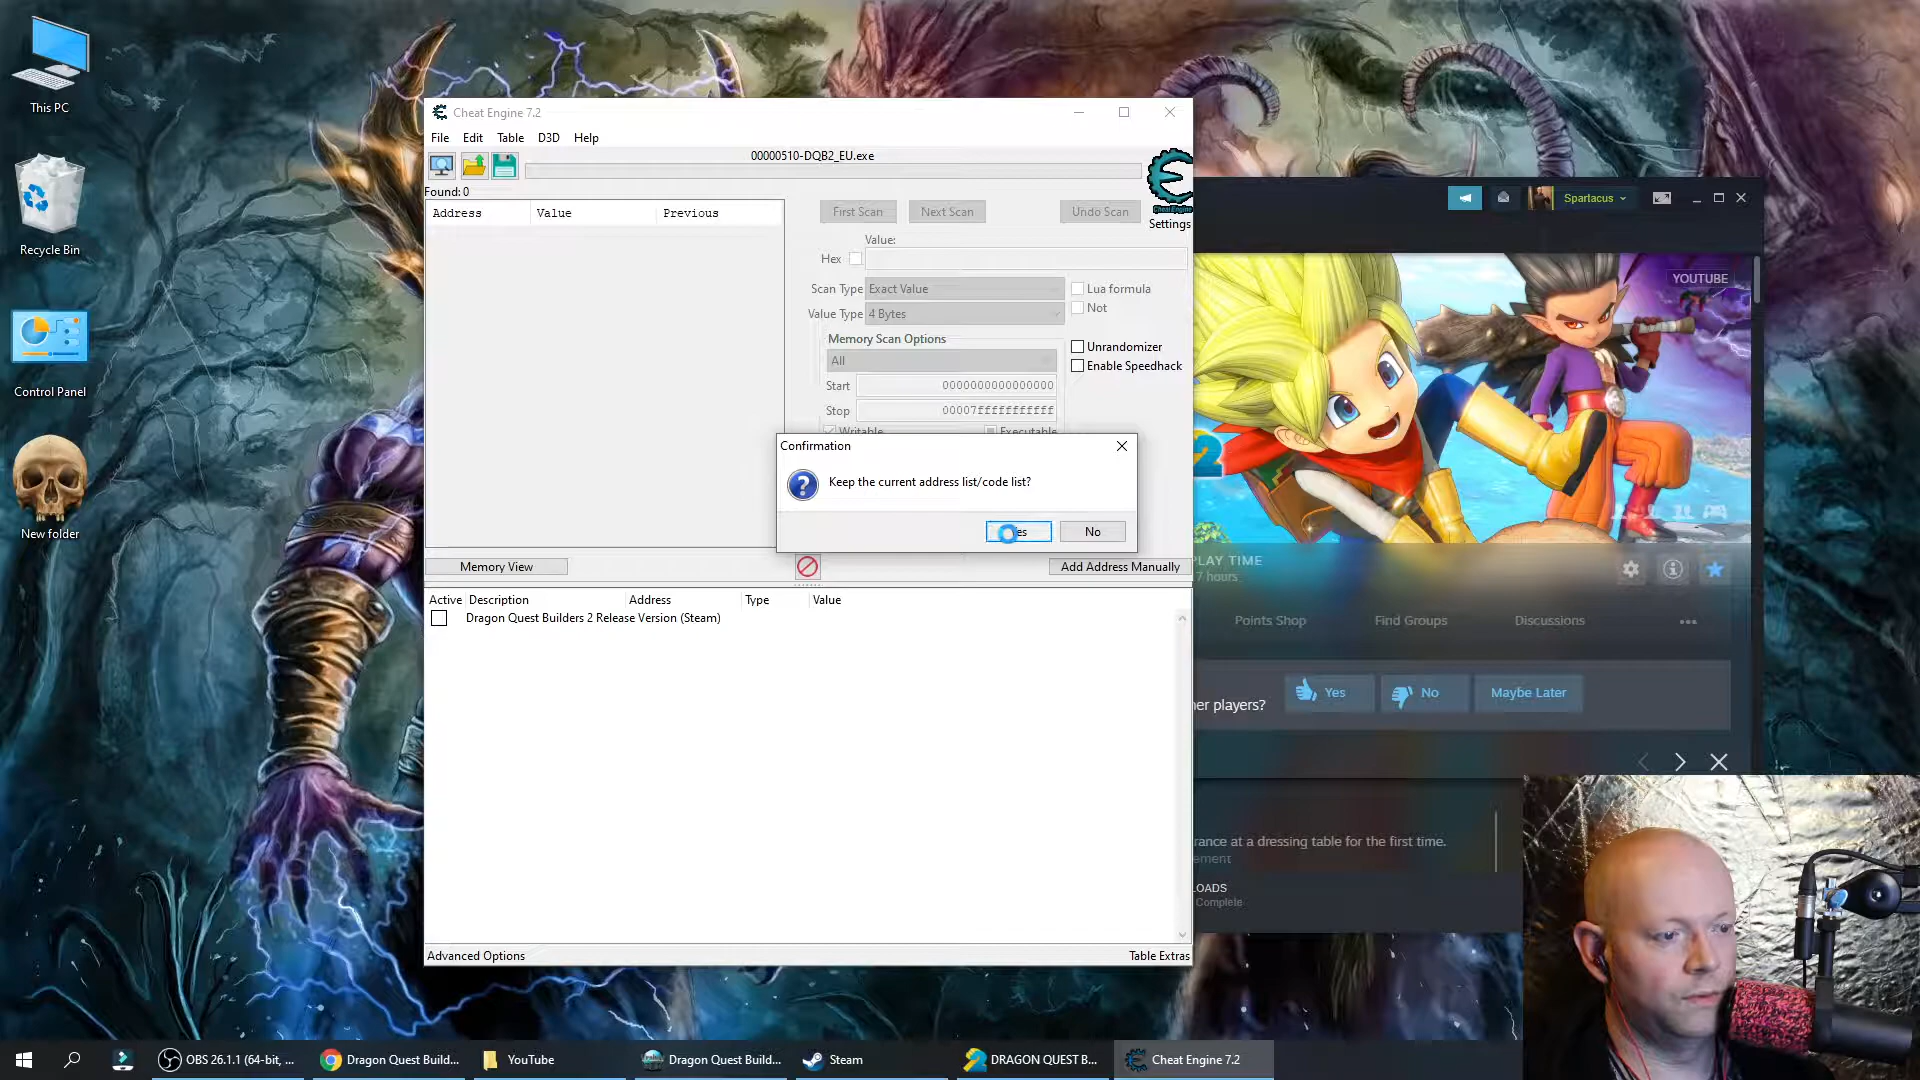 This PC
Recycle Bin
Control Panel
New folder
Cheat Engine 7.2
File Edit Table D3D Help
00000510-DQB2_EU.exe
Found: 0
Address Value Previous
First Scan Next Scan Undo Scan
Settings
Value:
Hex
Scan Type Exact Value
Lua formula
Not
Value Type 4 Bytes
Memory Scan Options
All
Unrandomizer
Enable Speedhack
Start 0000000000000000
Stop 00007fffffffffff
Writable Executable
Confirmation
Keep the current address list/code list?
No
Memory View
Add Address Manually
Active Description Address Type Value
Dragon Quest Builders 2 Release Version (Steam)
Advanced Options
Table Extras
Spartacus
YOUTUBE
PLAY TIME
7 hours
Points Shop Find Groups Discussions
players?
Yes No Maybe Later
at a dressing table for the first time.
Complete
OBS 26.1.1 (64-bit, ...
Dragon Quest Build...
YouTube
Dragon Quest Build...
Steam
DRAGON QUEST B...
Cheat Engine 7.2